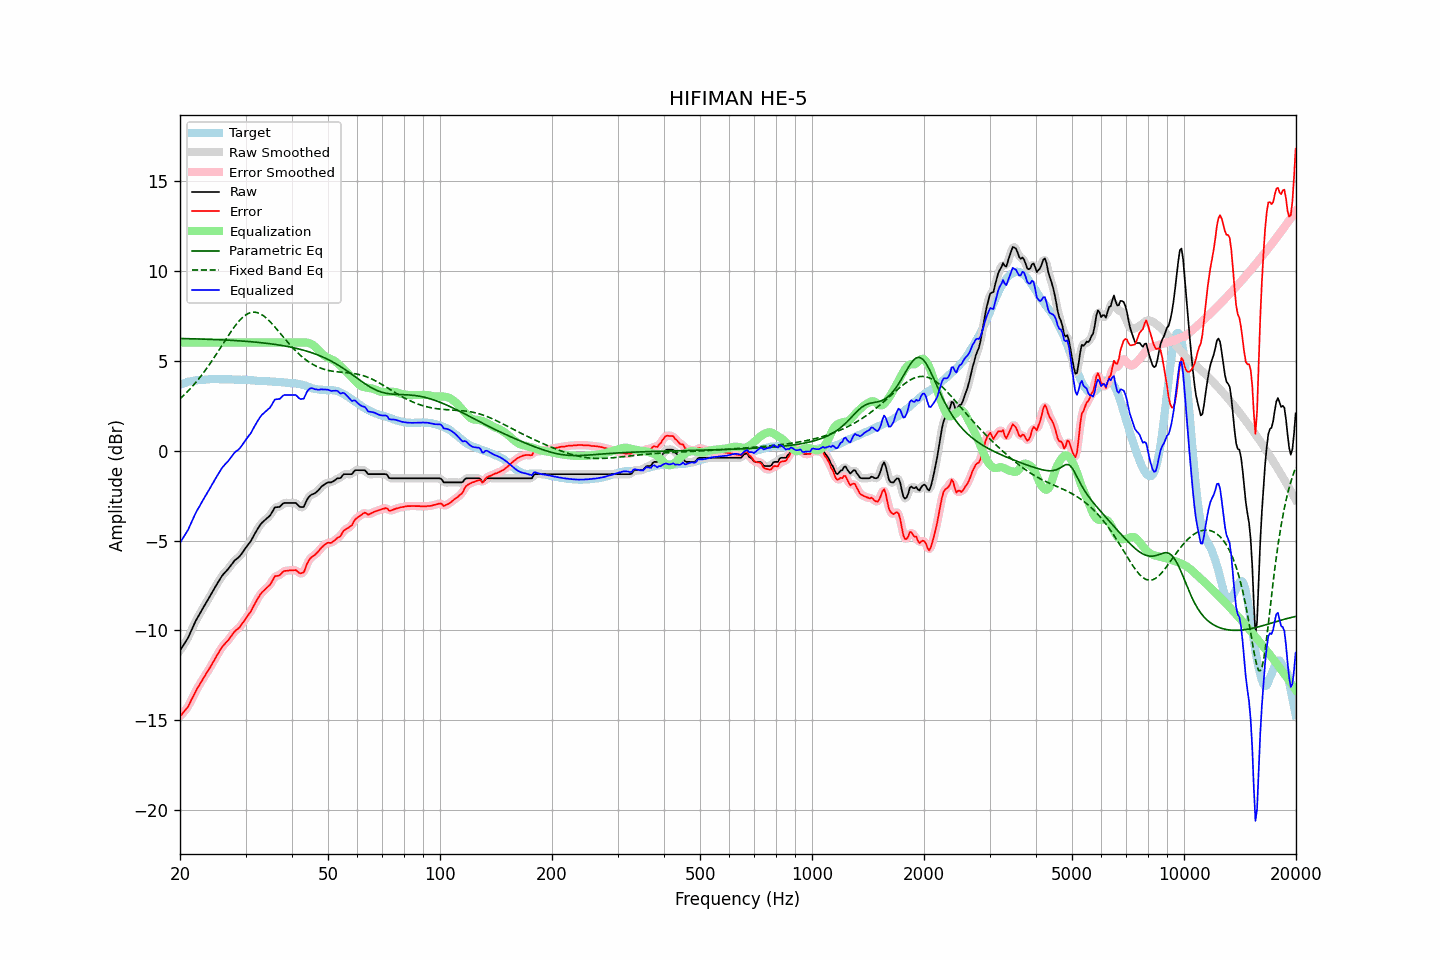 HIFIMAN HE-5
Target
Raw Smoothed
Error Smoothed
Raw
Error
Equalization
Parametric Eq
Fixed Band Eq
Equalized
Amplitude (dBr)
15
10
5
0
−5
−10
−15
−20
20
50
100
200
500
1000
2000
5000
10000
20000
Frequency (Hz)